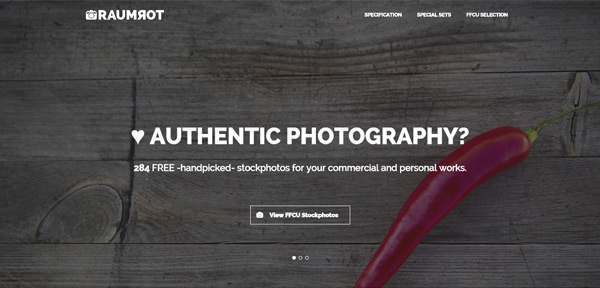 RAUMЯOT
SPECIFICATION SPECIAL SETS FFCU SELECTION
♥ AUTHENTIC PHOTOGRAPHY?
284 FREE -handpicked- stockphotos for your commercial and personal works.
View FFCU Stockphotos